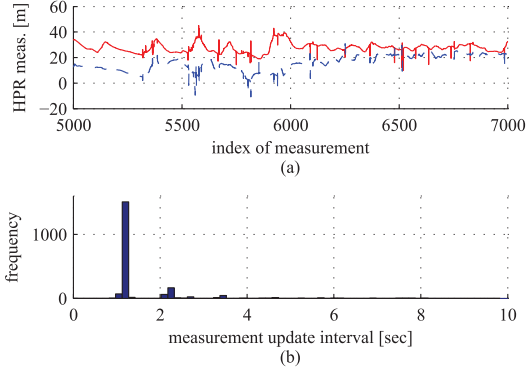 60
40
20
0
−20
HPR meas. [m]
5000 5500 6000 6500 7000
index of measurement
(a)
1000
0
frequency
0 2 4 6 8 10
measurement update interval [sec]
(b)